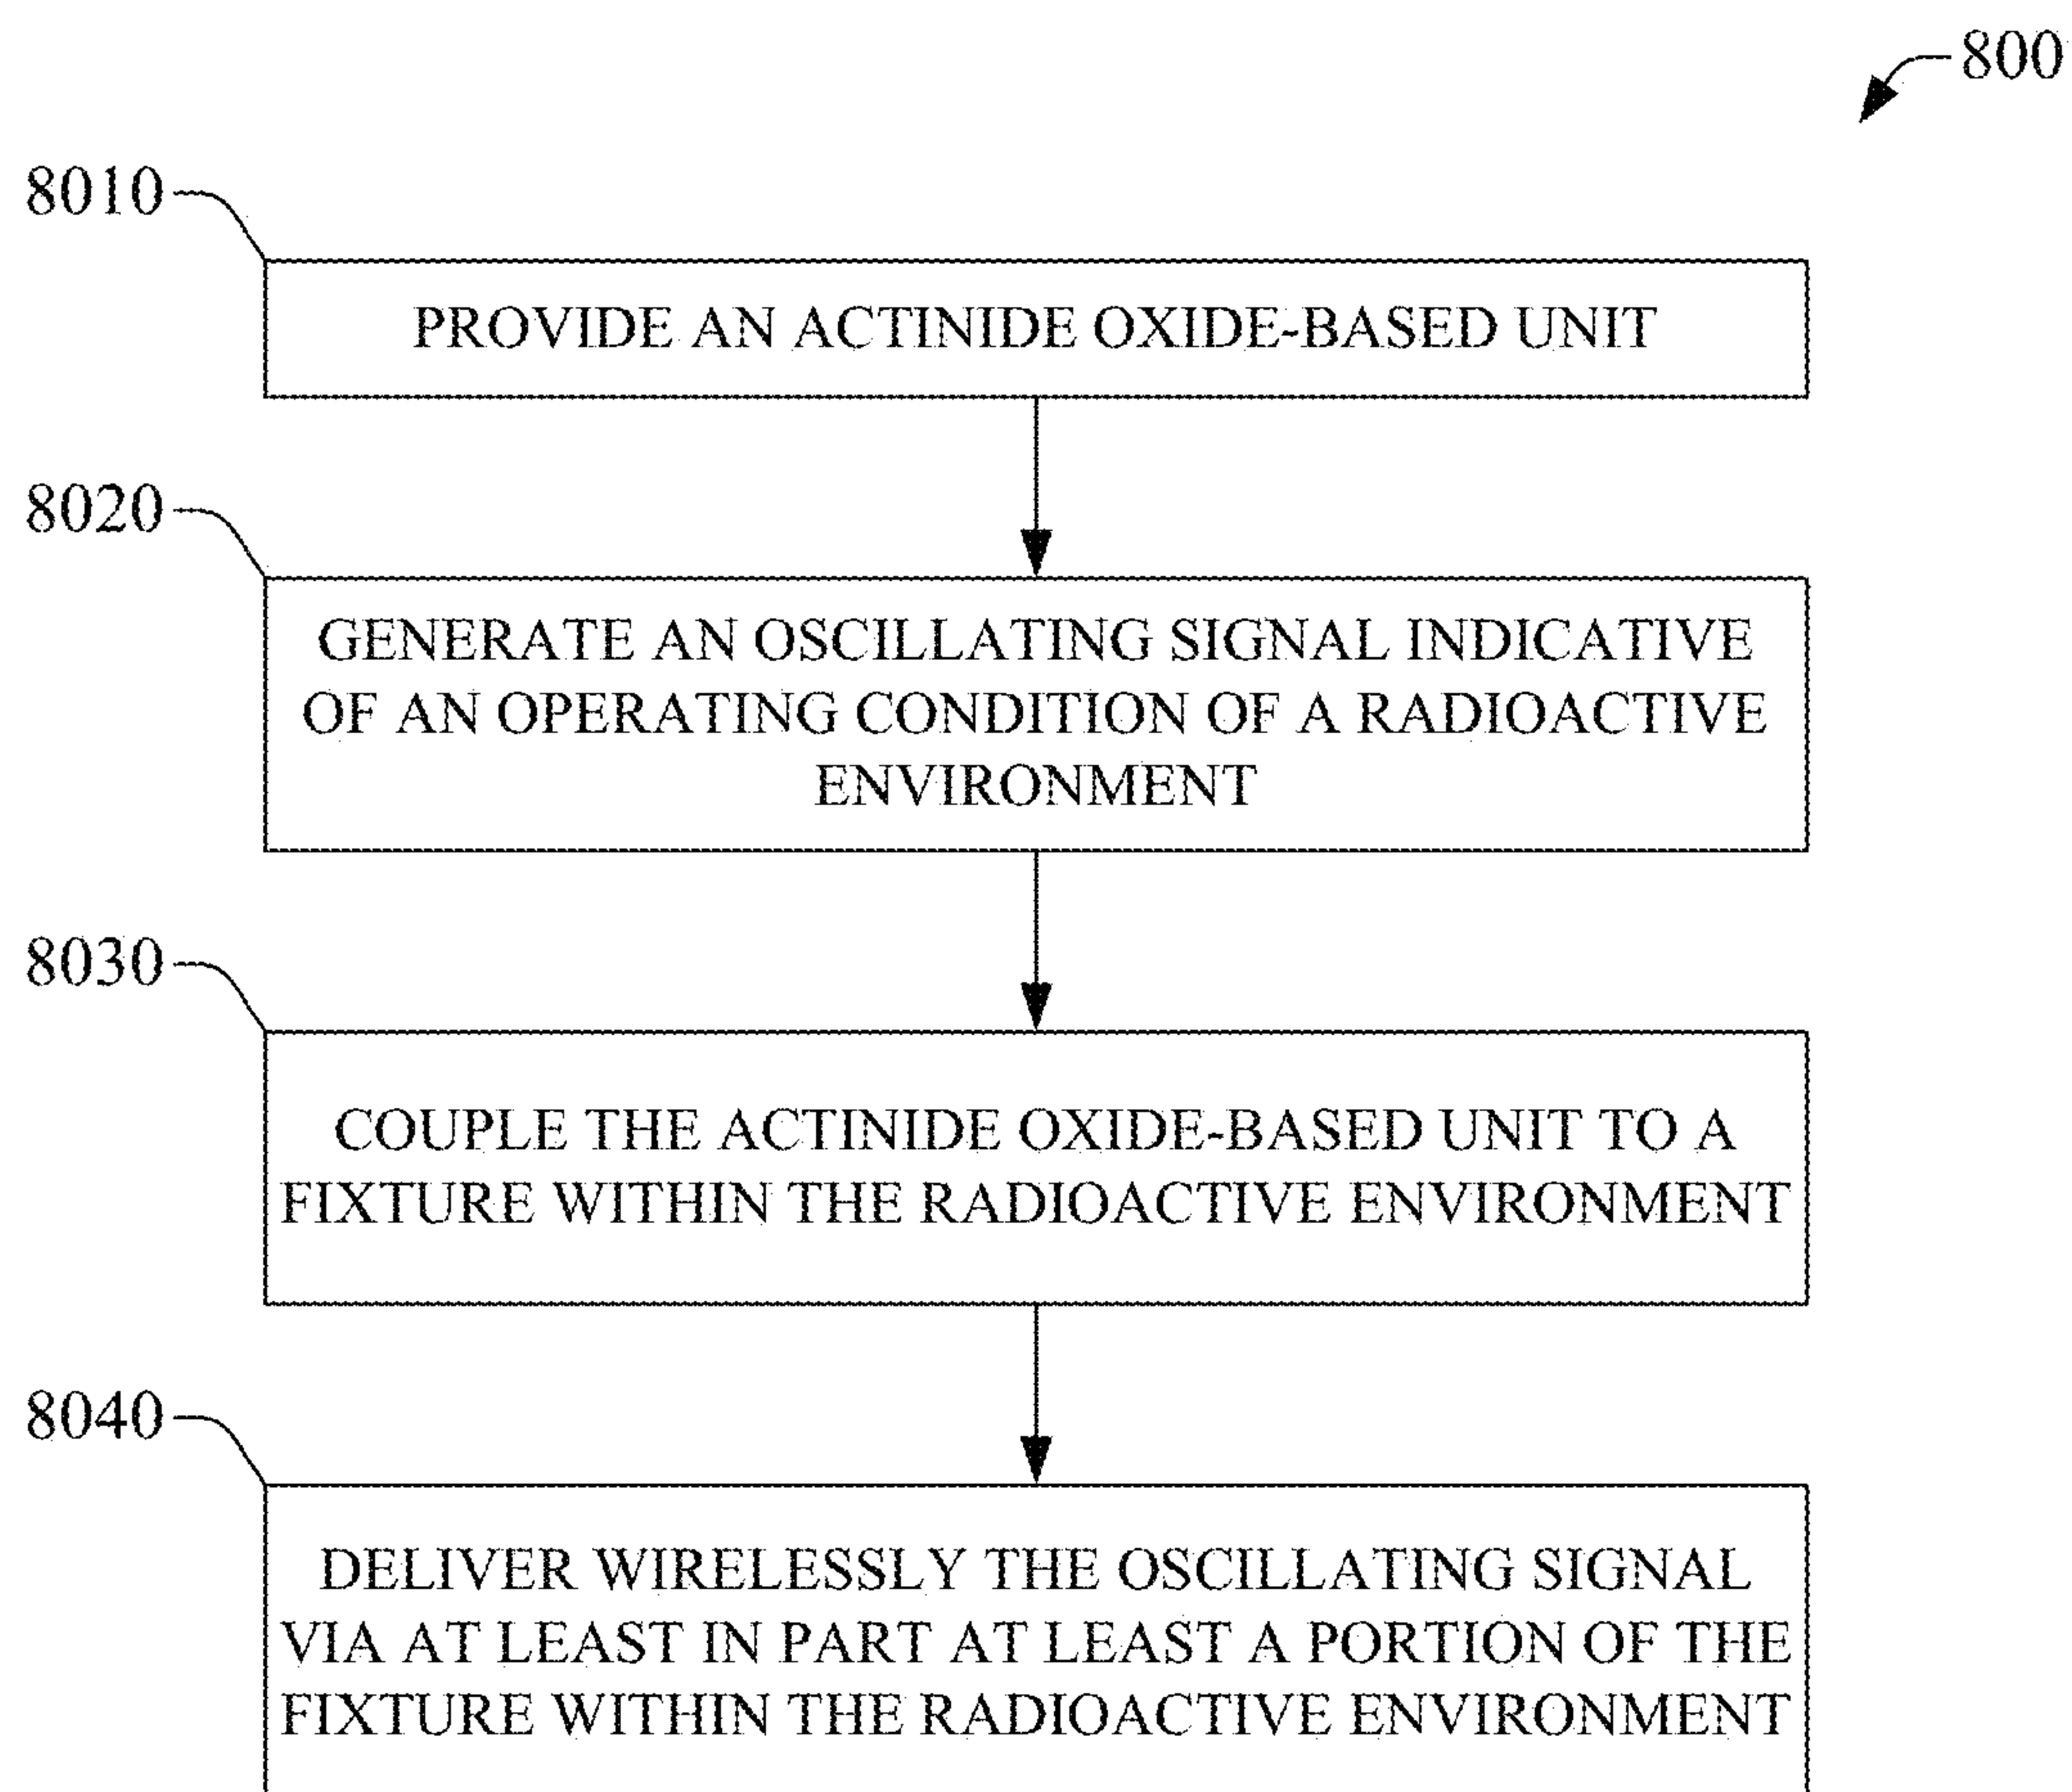 800
8010
PROVIDE AN ACTINIDE OXIDE-BASED UNIT
8020
GENERATE AN OSCILLATING SIGNAL INDICATIVE
OF AN OPERATING CONDITION OF A RADIOACTIVE
ENVIRONMENT
8030
COUPLE THE ACTINIDE OXIDE-BASED UNIT TO A
FIXTURE WITHIN THE RADIOACTIVE ENVIRONMENT
8040
DELIVER WIRELESSLY THE OSCILLATING SIGNAL
VIA AT LEAST IN PART AT LEAST A PORTION OF THE
FIXTURE WITHIN THE RADIOACTIVE ENVIRONMENT